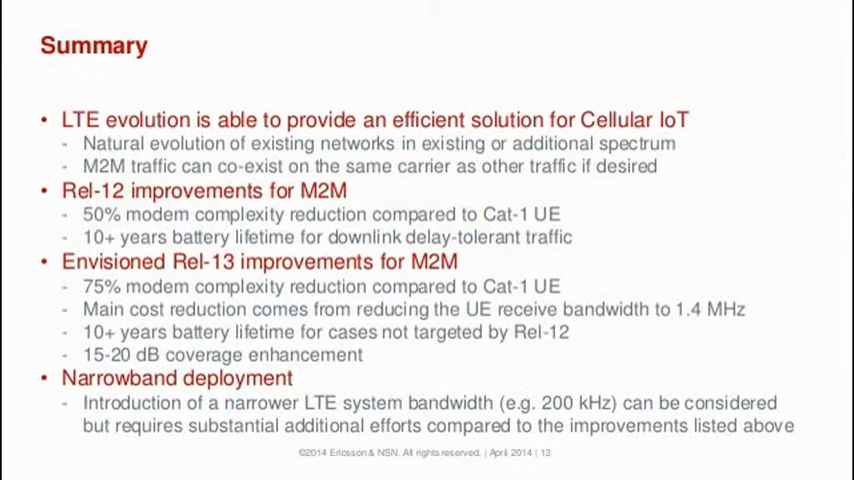 Summary
• LTE evolution is able to provide an efficient solution for Cellular IoT
- Natural evolution of existing networks in existing or additional spectrum
- M2M traffic can co-exist on the same carrier as other traffic if desired
• Rel-12 improvements for M2M
- 50% modem complexity reduction compared to Cat-1 UE
- 10+ years battery lifetime for downlink delay-tolerant traffic
• Envisioned Rel-13 improvements for M2M
- 75% modem complexity reduction compared to Cat-1 UE
- Main cost reduction comes from reducing the UE receive bandwidth to 1.4 MHz
- 10+ years battery lifetime for cases not targeted by Rel-12
- 15-20 dB coverage enhancement
• Narrowband deployment
- Introduction of a narrower LTE system bandwidth (e.g. 200 kHz) can be considered
but requires substantial additional efforts compared to the improvements listed above
©2014 Ericsson & NSN. All rights reserved. | April 2014 | 13